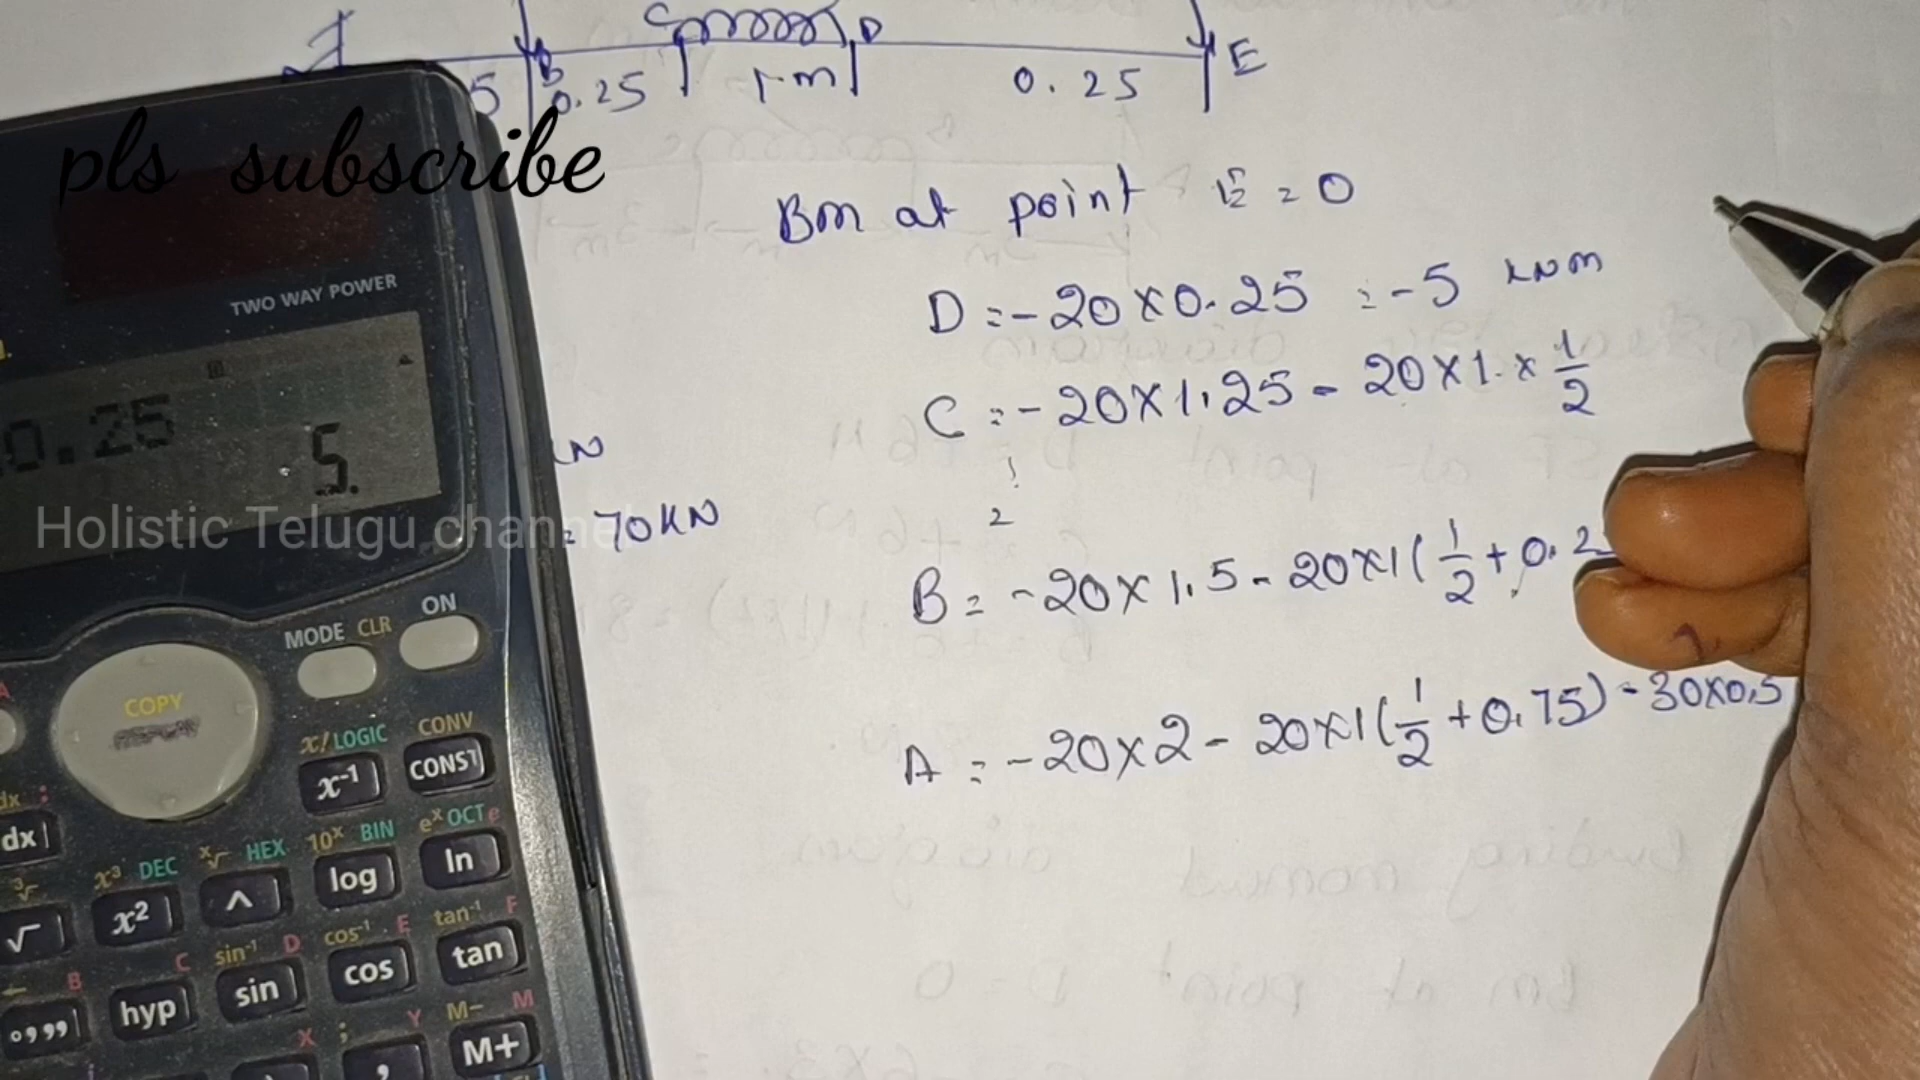 C D
B E
5 0.25 1m 0.25
pls subscribe
Bm at point E = 0
TWO WAY POWER
D = -20 × 0.25 = -5 kNm
C = -20×1.25 - 20×1 × 1/2
0.25
5.
N
= 70KN
Holistic Telugu channe
B = -20× 1.5 - 20×1(1/2 + 0.2
A = -20×2 - 20×1(1/2 + 0.75) - 30×0.5
MODE CLR ON
COPY
x! LOGIC CONV
x-1 CONST
dx
x³ DEC HEX 10x BIN ex OCT e
√ x² ^ log ln
sin-1 D cos-1 E tan-1 F
hyp sin cos tan
X ; Y M- M
, M+